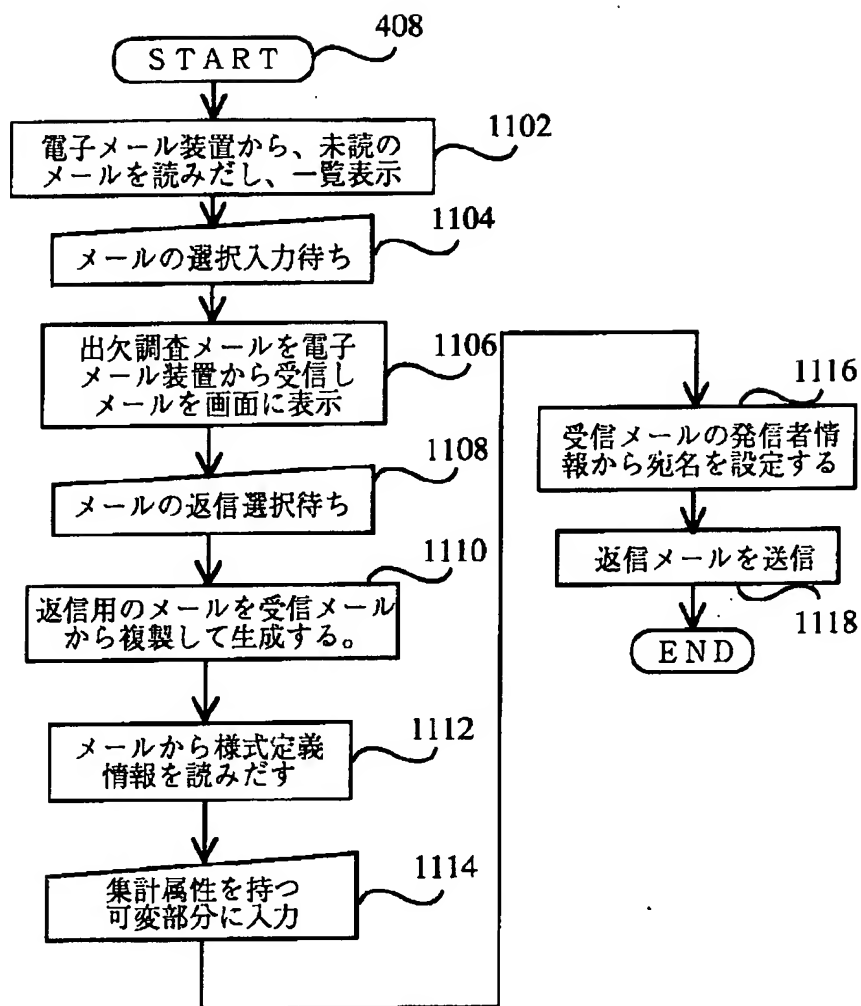 408
START
1102
電子メール装置から、未読の
メールを読みだし、一覧表示
1104
メールの選択入力待ち
1106
出欠調査メールを電子
メール装置から受信し
メールを画面に表示
1108
メールの返信選択待ち
1110
返信用のメールを受信メール
から複製して生成する。
1112
メールから様式定義
情報を読みだす
1114
集計属性を持つ
可変部分に入力
1116
受信メールの発信者情
報から宛名を設定する
返信メールを送信
1118
END